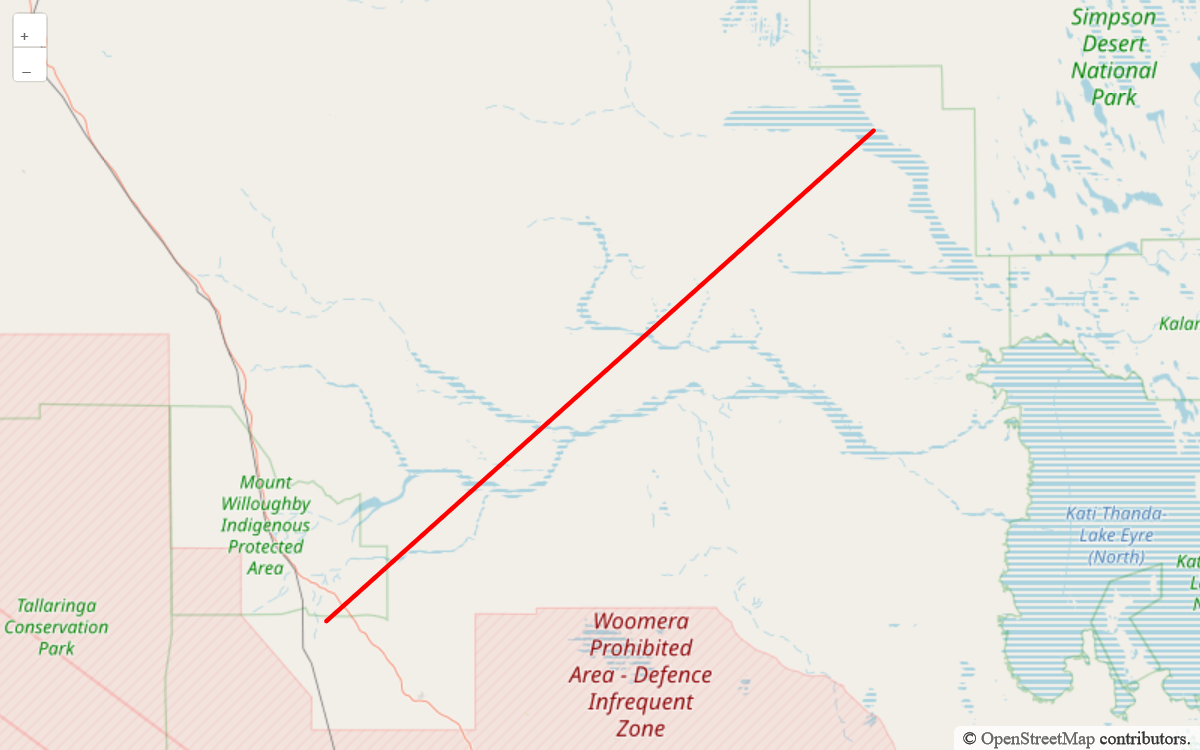 +
–
Simpson
Desert
National
Park
Kalar
Mount
Willoughby
Indigenous
Protected
Area
Kati Thanda-
Lake Eyre
(North)
Kat
L
N
Tallaringa
Conservation
Park
Woomera
Prohibited
Area - Defence
Infrequent
Zone
© OpenStreetMap contributors.